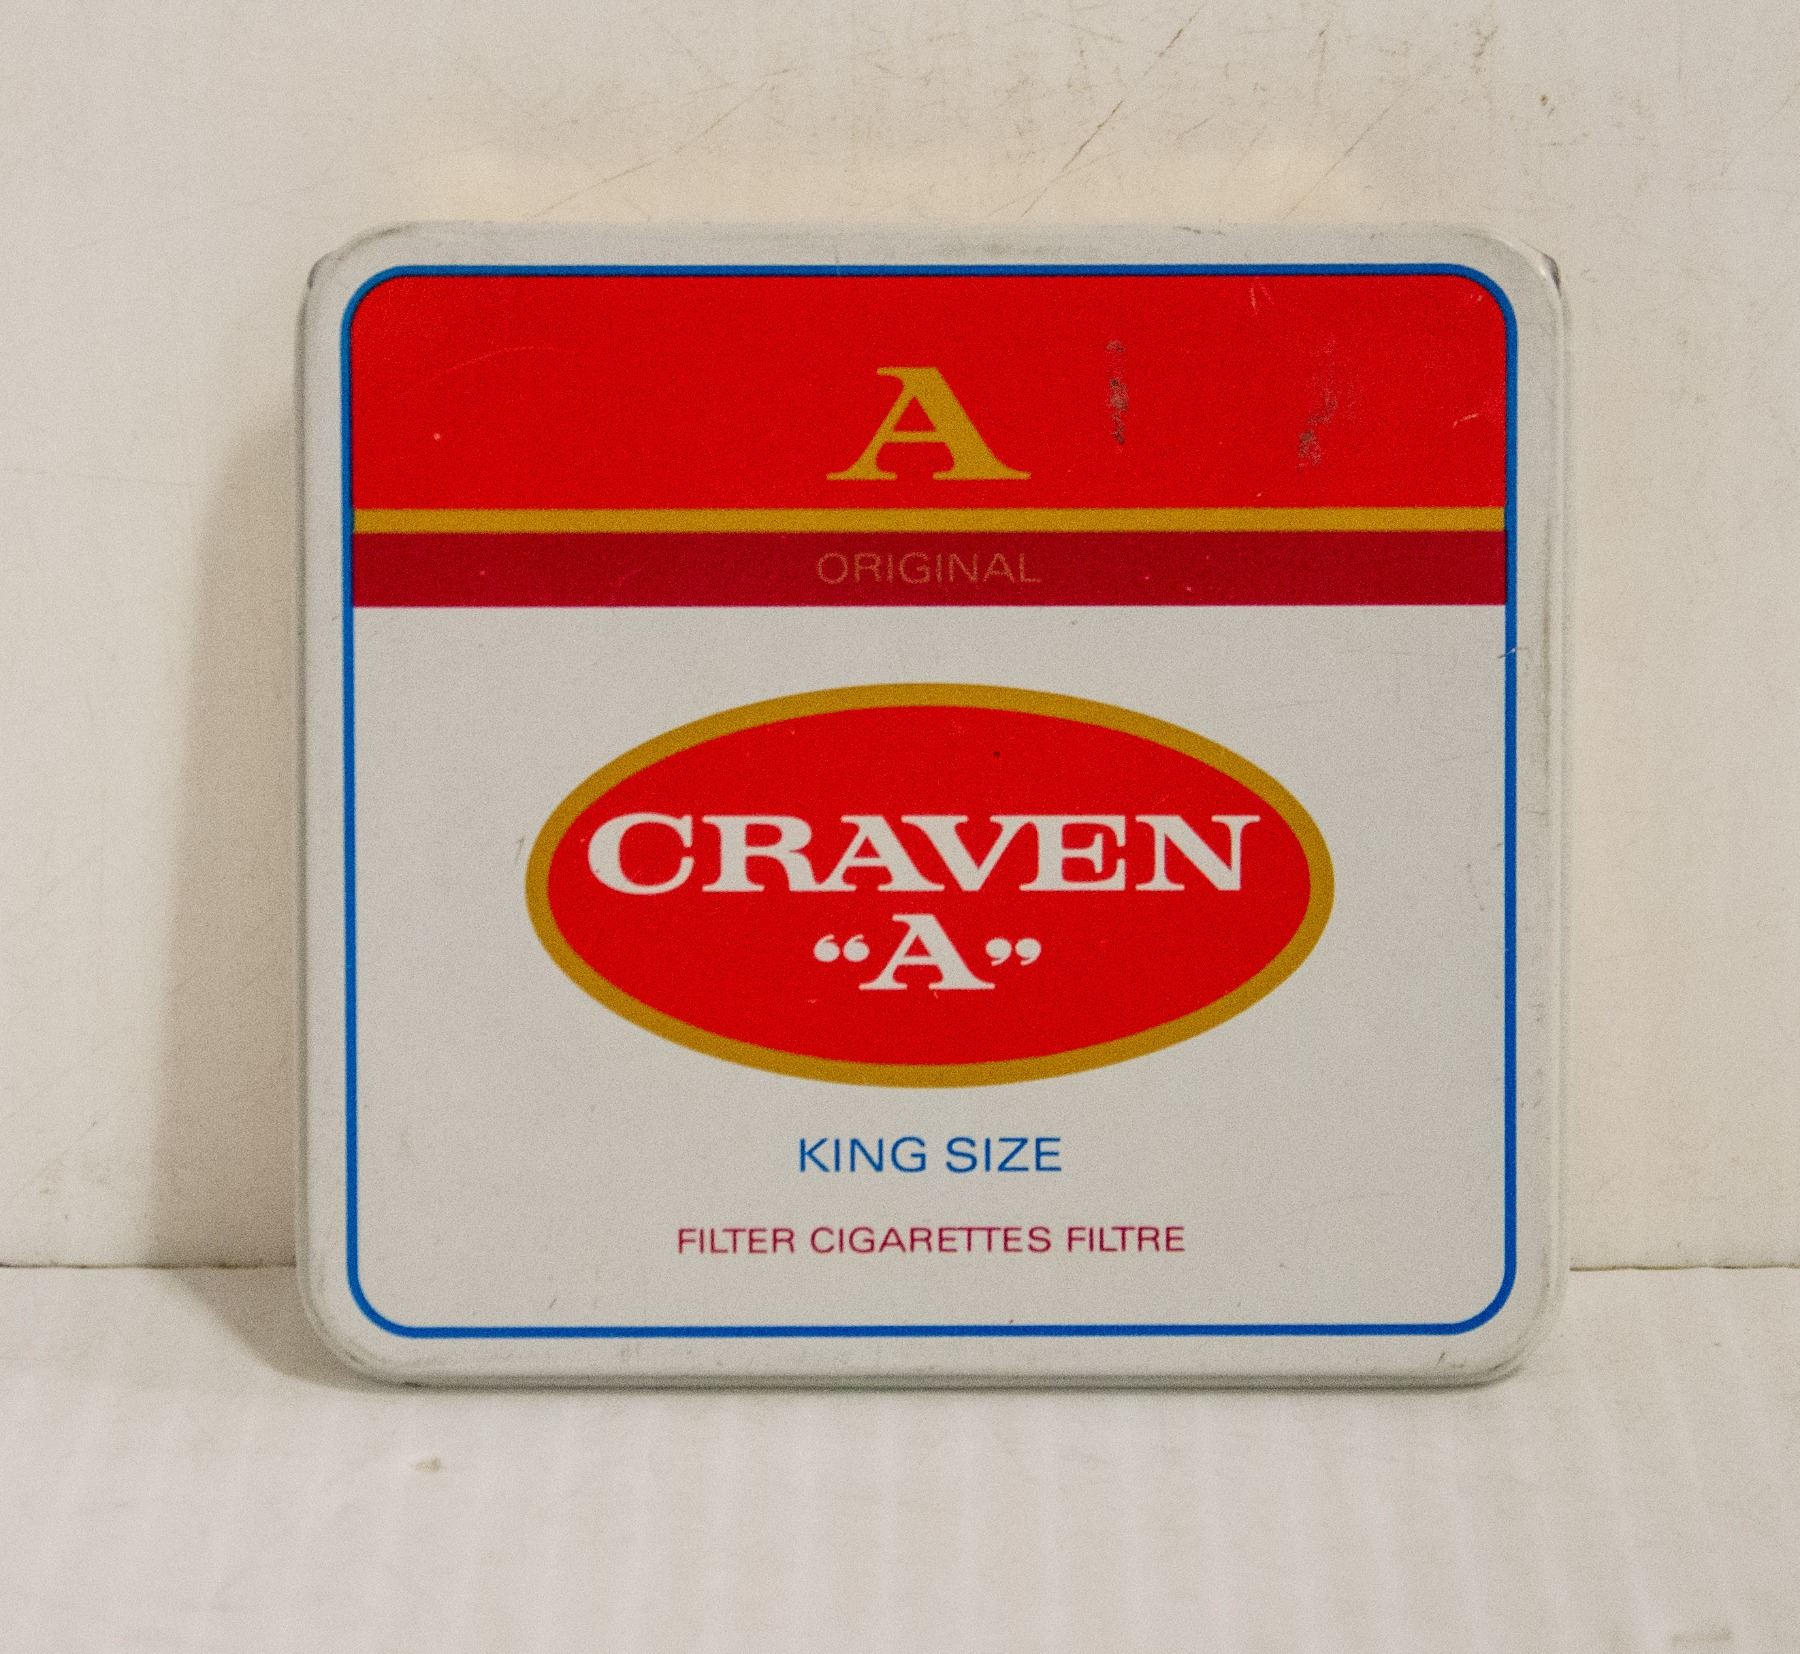 A
ORIGINAL
CRAVEN
“A”
KING SIZE
FILTER CIGARETTES FILTRE